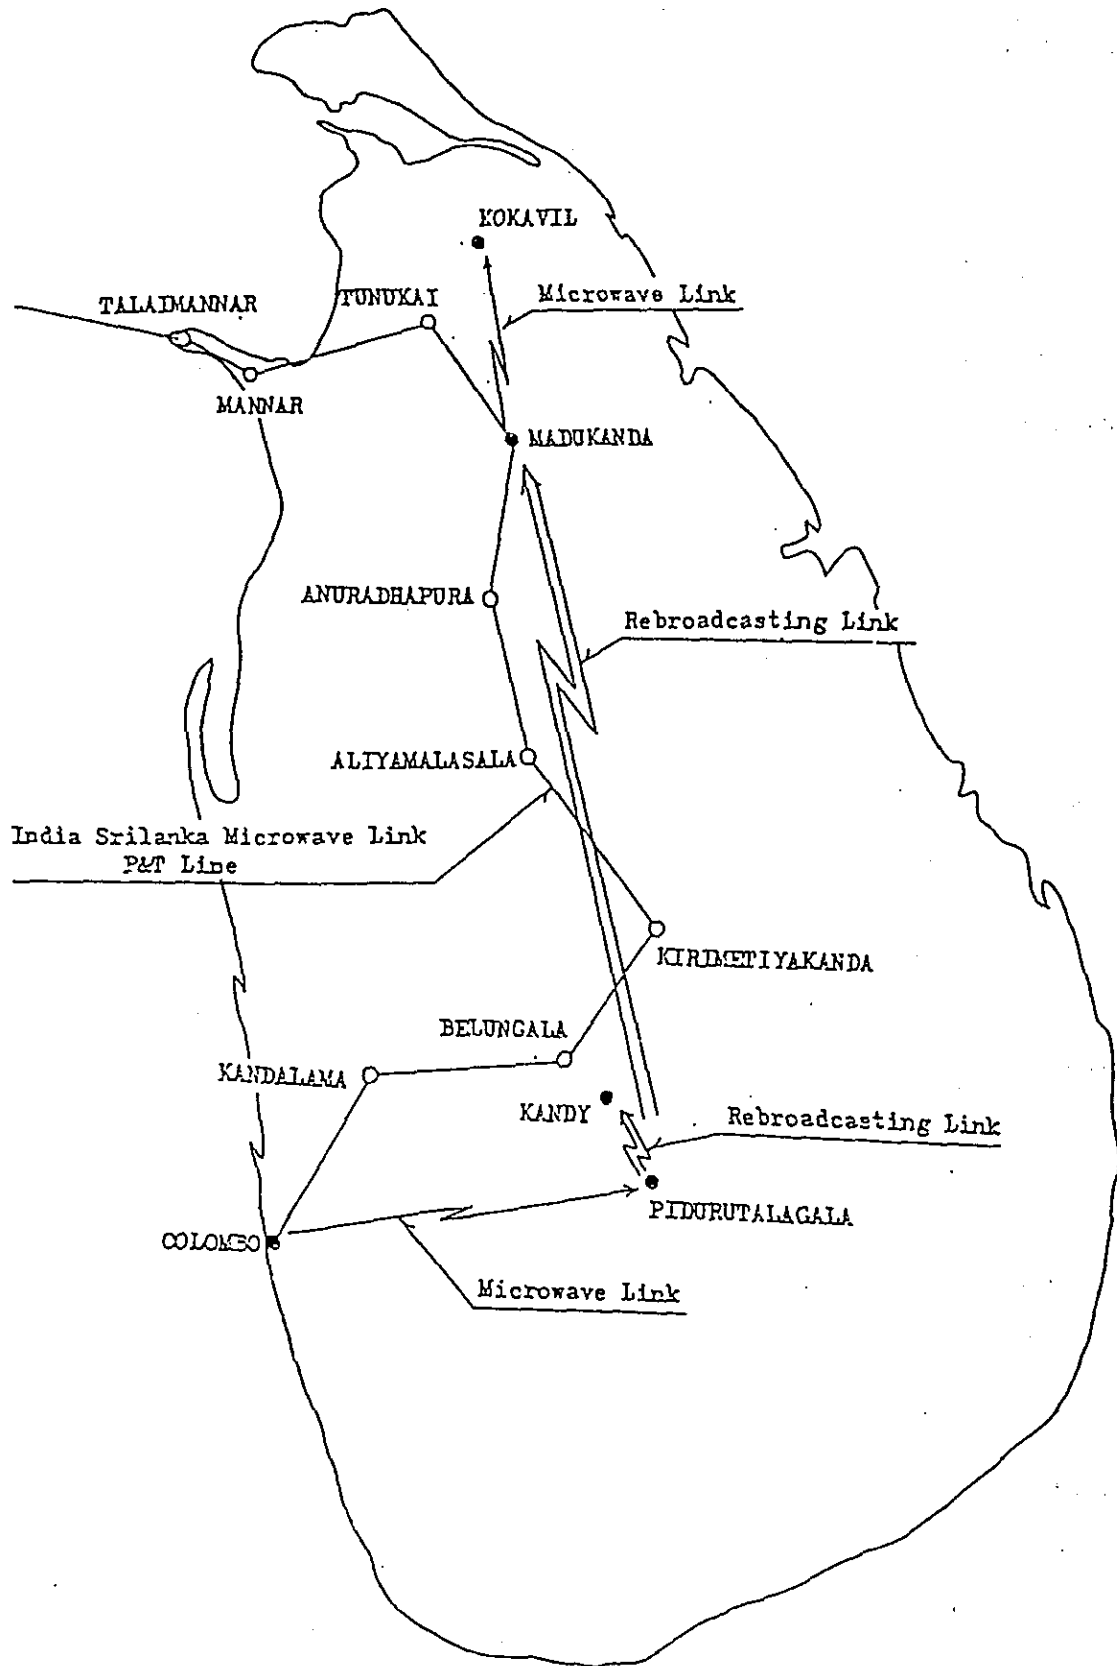 KOKAVIL
Microwave Link
TALAIMANNAR
TUNUKAI
MANNAR
MADUKANDA
ANURADHAPURA
Rebroadcasting Link
ALIYAMALASALA
India Srilanka Microwave Link
P&T Line
KIRIMETIYAKANDA
BELUNGALA
KANDALAMA
KANDY
Rebroadcasting Link
PIDURUTALAGALA
COLOMBO
Microwave Link